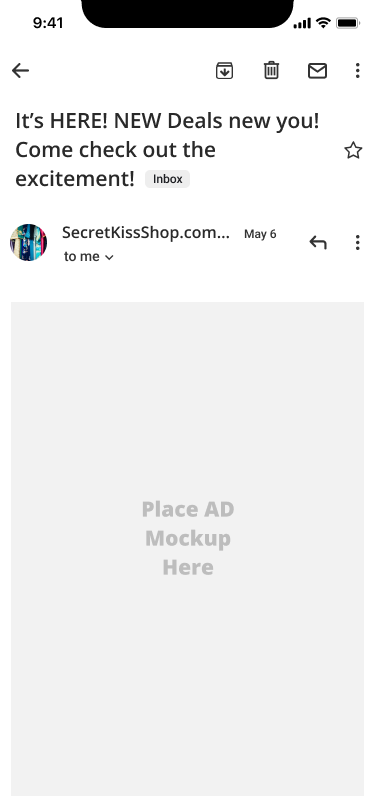 9:41
It’s HERE! NEW Deals new you!
Come check out the
excitement! Inbox
SecretKissShop.com... May 6
to me
Place AD
Mockup
Here